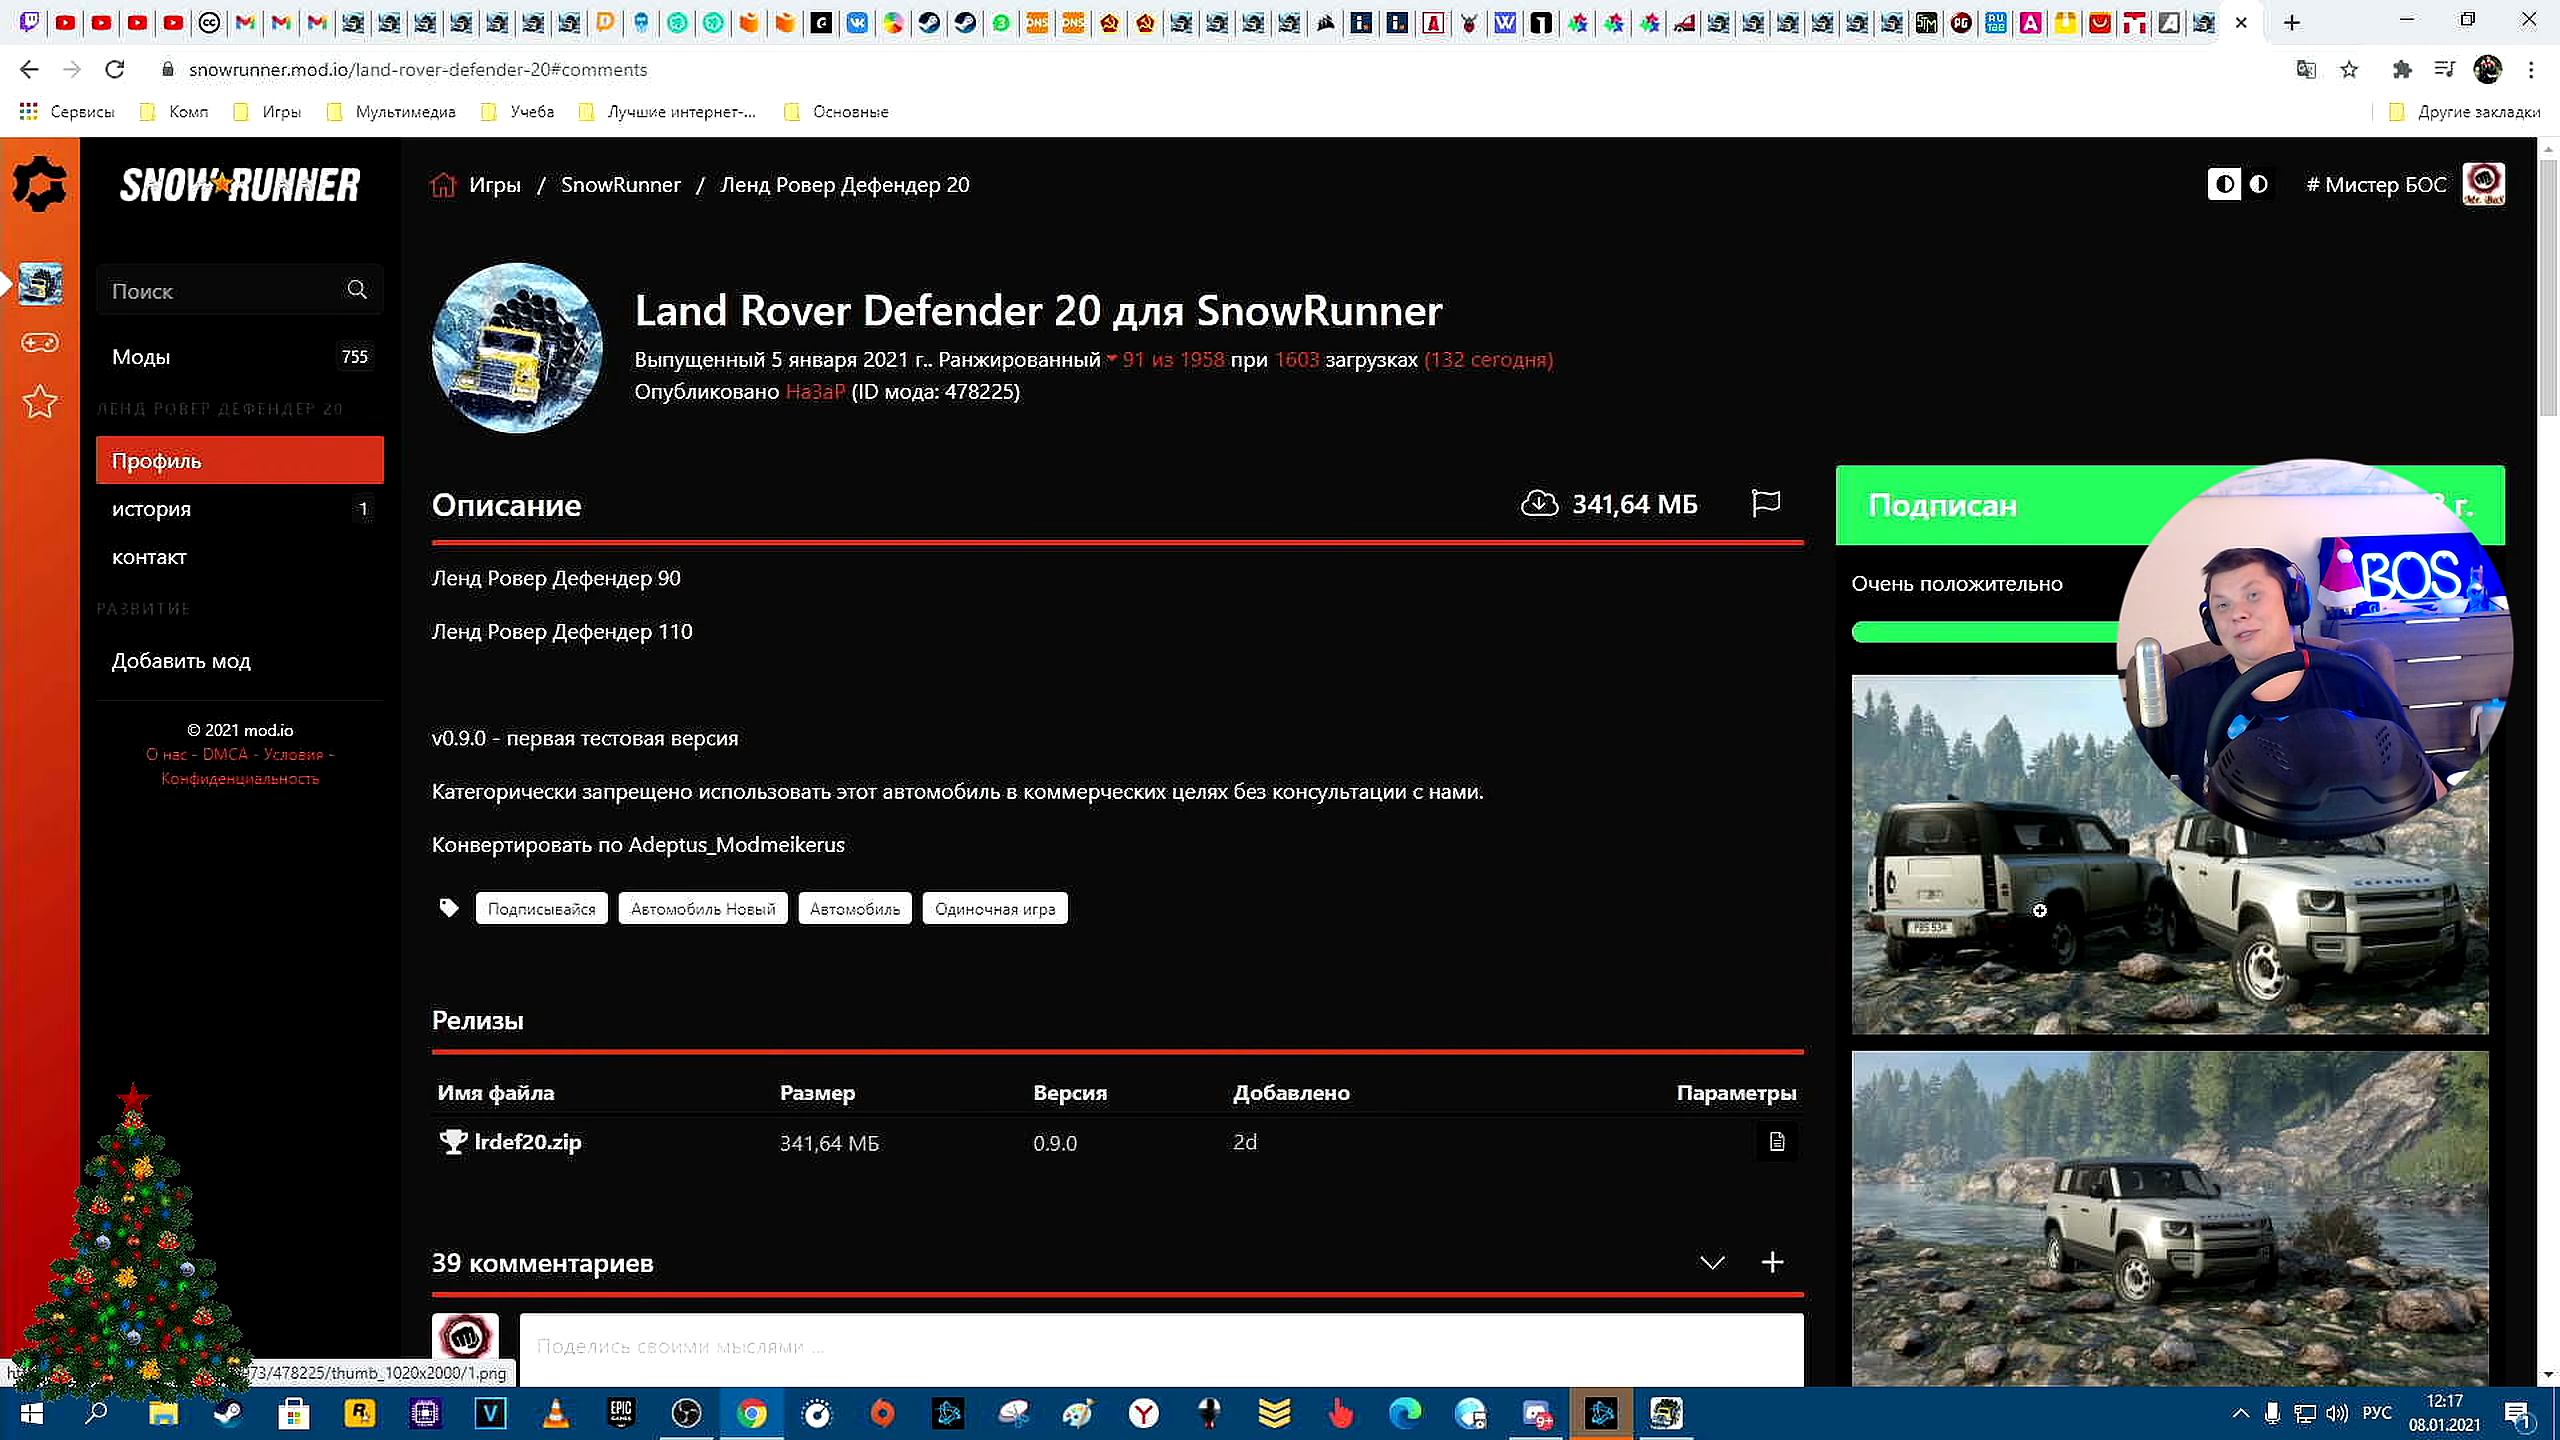 snowrunner.mod.io/land-rover-defender-20#comments
Сервисы
Комп
Игры
Мультимедиа
Учеба
Лучшие интернет-...
Основные
Другие закладки
SNOWRUNNER
Игры / SnowRunner / Ленд Ровер Дефендер 20
# Мистер БОС
Поиск
Моды 755
ЛЕНД РОВЕР ДЕФЕНДЕР 20
Профиль
история 1
контакт
РАЗВИТИЕ
Добавить мод
© 2021 mod.io
О нас - DMCA - Условия -
Конфиденциальность
Land Rover Defender 20 для SnowRunner
Выпущенный 5 января 2021 г.. Ранжированный 91 из 1958 при 1603 загрузках (132 сегодня)
Опубликовано НаЗаР (ID мода: 478225)
Описание
341,64 МБ
Ленд Ровер Дефендер 90
Ленд Ровер Дефендер 110
v0.9.0 - первая тестовая версия
Категорически запрещено использовать этот автомобиль в коммерческих целях без консультации с нами.
Конвертировать по Adeptus_Modmeikerus
Подписывайся
Автомобиль Новый
Автомобиль
Одиночная игра
Релизы
Имя файла Размер Версия Добавлено Параметры
lrdef20.zip 341,64 МБ 0.9.0 2d
39 комментариев
Поделись своими мыслями ...
Подписан
г.
Очень положительно
BOS
73/478225/thumb_1020x2000/1.png
EPIC
GAMES
9+
РУС
12:17
08.01.2021
1